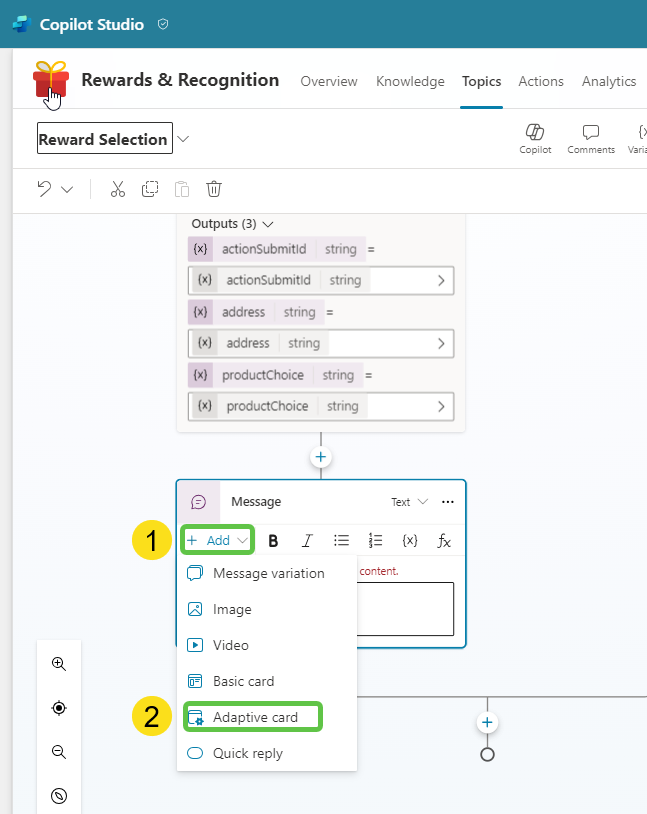 Copilot Studio
Rewards & Recognition Overview Knowledge Topics Actions Analytics
Reward Selection
Copilot Comments
Outputs (3)
{x} actionSubmitId string =
{x} actionSubmitId string
{x} address string =
{x} address string
{x} productChoice string =
{x} productChoice string
Message Text ...
1 + Add B I {x} fx
content.
Message variation
Image
Video
Basic card
2 Adaptive card
Quick reply